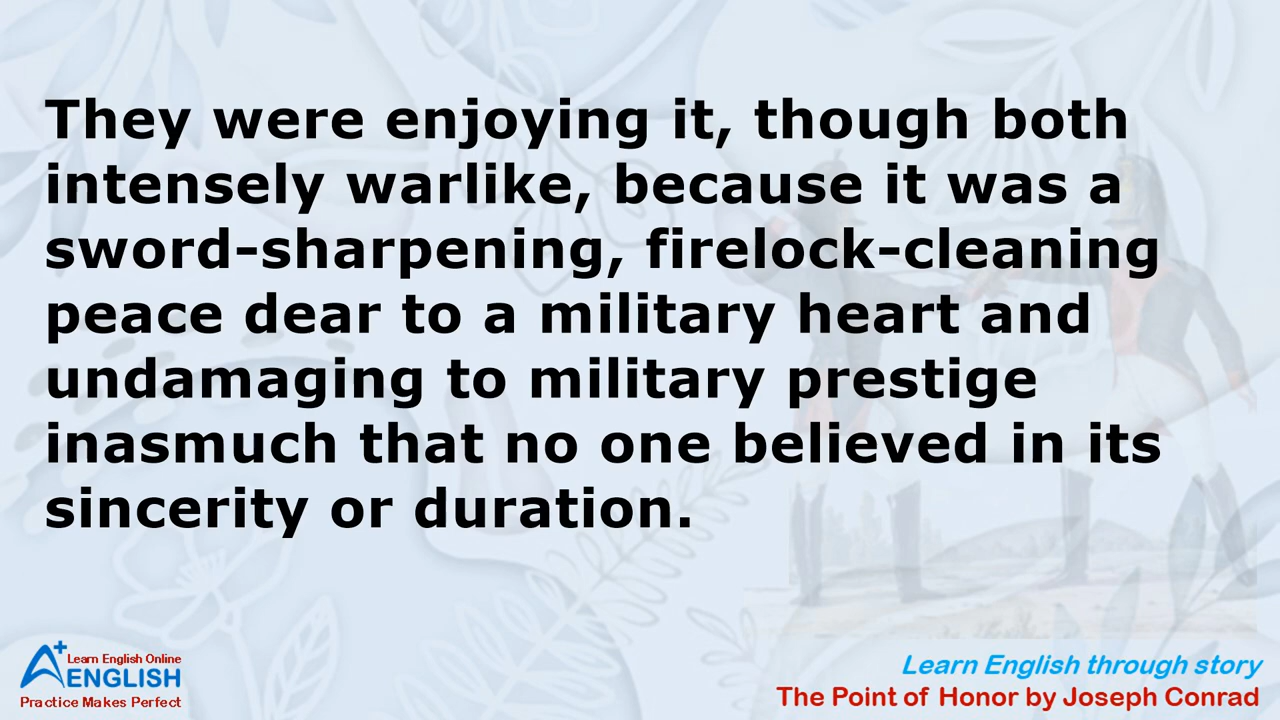 They were enjoying it, though both
intensely warlike, because it was a
sword-sharpening, firelock-cleaning
peace dear to a military heart and
undamaging to military prestige
inasmuch that no one believed in its
sincerity or duration.
A+ Learn English Online
ENGLISH
Practice Makes Perfect
Learn English through story
The Point of Honor by Joseph Conrad